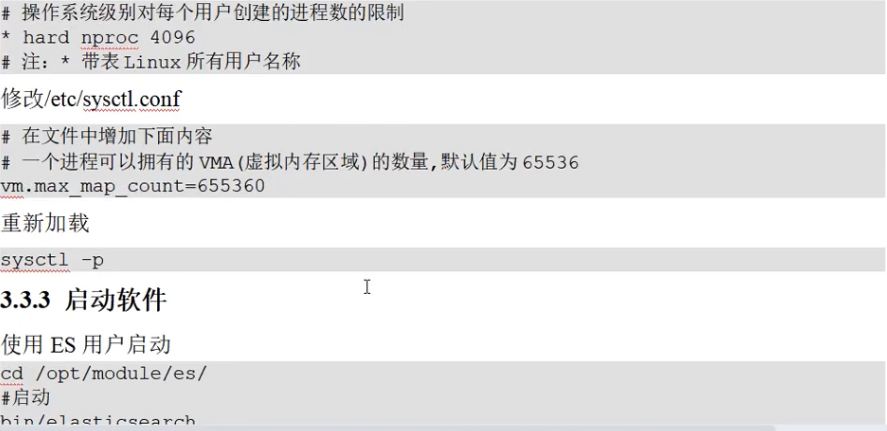 # 操作系统级别对每个用户创建的进程数的限制
* hard nproc 4096
# 注：* 带表 Linux 所有用户名称
修改/etc/sysctl.conf
# 在文件中增加下面内容
# 一个进程可以拥有的 VMA(虚拟内存区域)的数量,默认值为 65536
vm.max_map_count=655360
重新加载
sysctl -p
3.3.3 启动软件
使用 ES 用户启动
cd /opt/module/es/
#启动
bin/elasticsearch